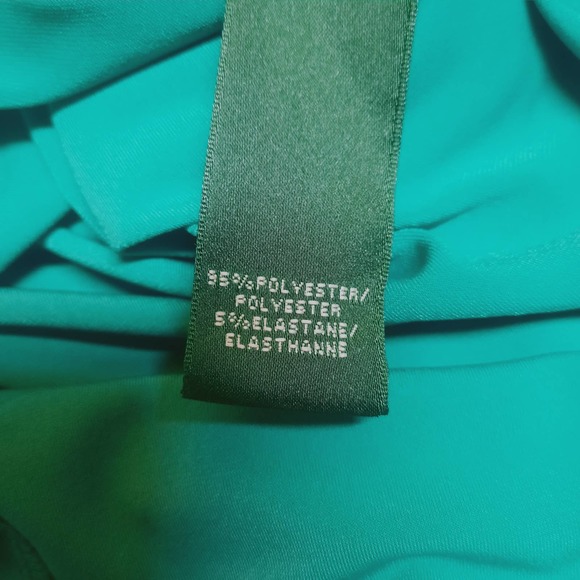 95%POLYESTER/
POLYESTER
5%ELASTANE/
ELASTHANNE